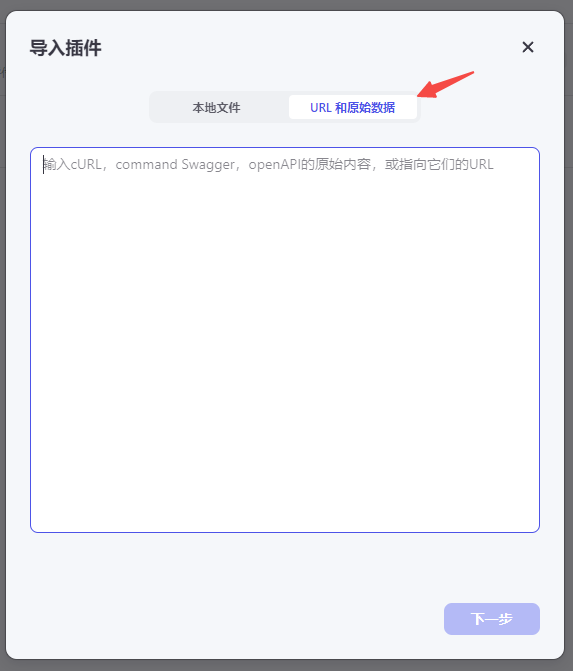 导入插件
本地文件
URL 和原始数据
输入cURL，command Swagger，openAPI的原始内容，或指向它们的URL
下一步